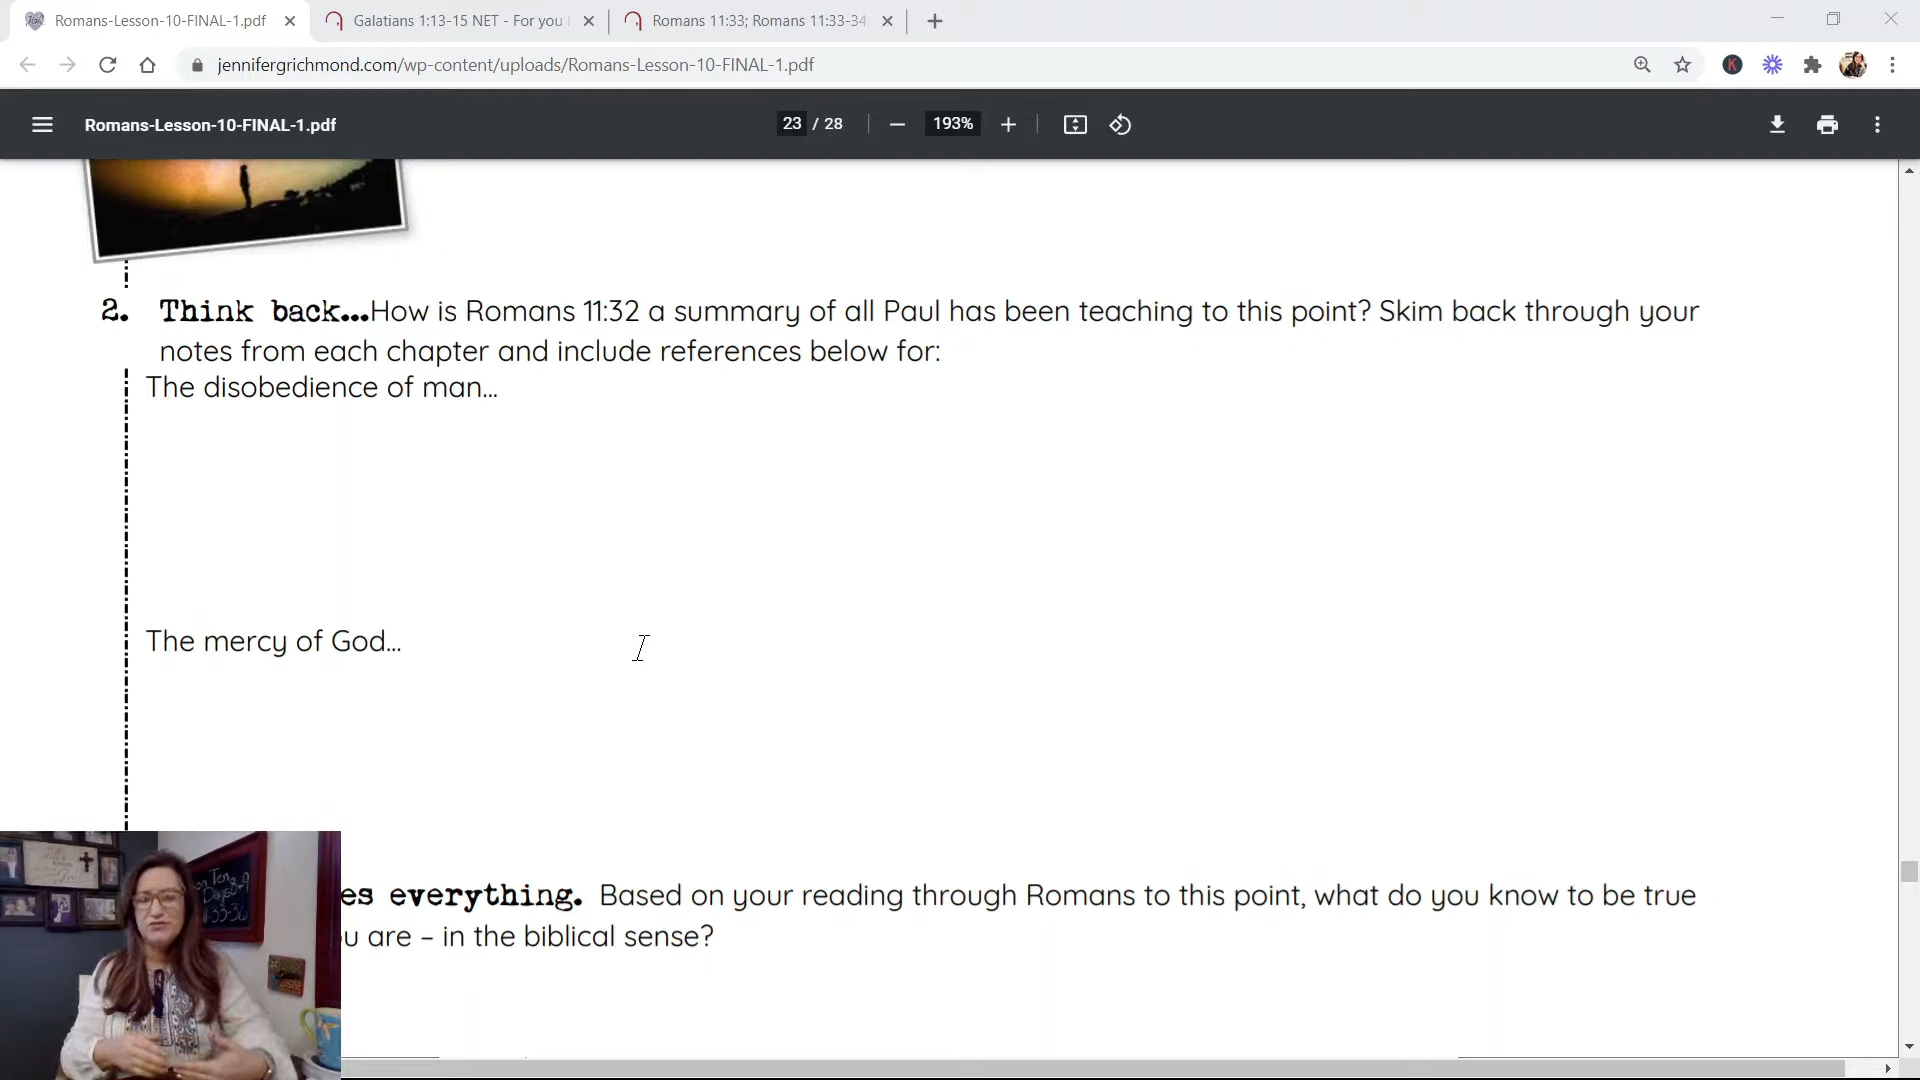 Romans-Lesson-10-FINAL-1.pdf
Galatians 1:13-15 NET - For you
Romans 11:33; Romans 11:33-34;
jennifergrichmond.com/wp-content/uploads/Romans-Lesson-10-FINAL-1.pdf
K
Romans-Lesson-10-FINAL-1.pdf
23 / 28
193%
2. Think back...How is Romans 11:32 a summary of all Paul has been teaching to this point? Skim back through your
notes from each chapter and include references below for:
The disobedience of man...
The mercy of God...
es everything. Based on your reading through Romans to this point, what do you know to be true
u are – in the biblical sense?
on Ten
11:33-36